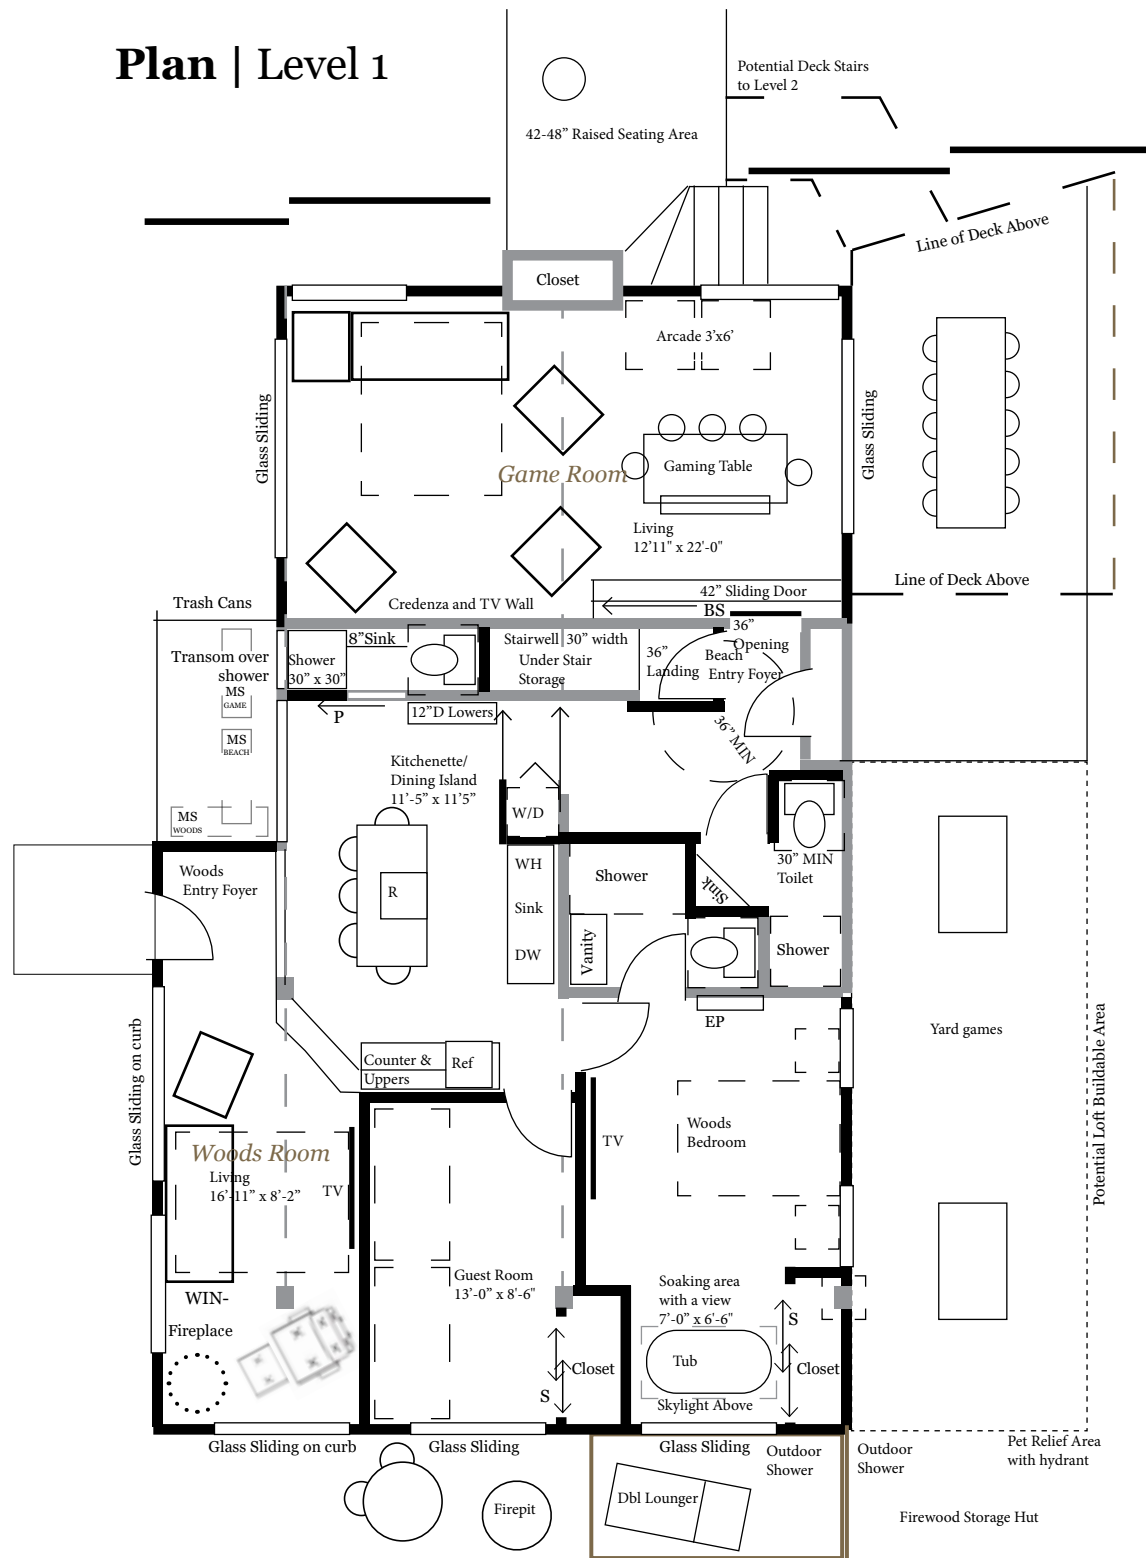 Plan | Level 1
Potential Deck Stairs
to Level 2
42-48” Raised Seating Area
Line of Deck Above
Closet
Arcade 3'x6'
Glass Sliding
Glass Sliding
Gaming Table
Game Room
Living
12'11" x 22'-0"
Line of Deck Above
42” Sliding Door
Trash Cans
Credenza and TV Wall
BS
36”
Opening
8”Sink
Stairwell 30” width
Under Stair
Storage
36”
Landing
Beach
Entry Foyer
Transom over
shower
Shower
30” x 30”
MS
GAME
P
12”D Lowers
36” MIN
MS
BEACH
Kitchenette/
Dining Island
11’-5” x 11’5”
W/D
MS
WOODS
30” MIN
Toilet
Woods
Entry Foyer
WH
Shower
R
Sink
Sink
DW
Vanity
Shower
EP
Yard games
Glass Sliding on curb
Counter &
Uppers
Ref
Potential Loft Buildable Area
Woods
Bedroom
TV
Woods Room
Living
16’-11” x 8’-2”
TV
Guest Room
13’-0” x 8’-6"
Soaking area
with a view
7’-0” x 6’-6"
WIN-
S
Fireplace
Tub
Closet
Closet
S
Skylight Above
Glass Sliding on curb
Glass Sliding
Glass Sliding
Outdoor
Shower
Outdoor
Shower
Pet Relief Area
with hydrant
Dbl Lounger
Firepit
Firewood Storage Hut